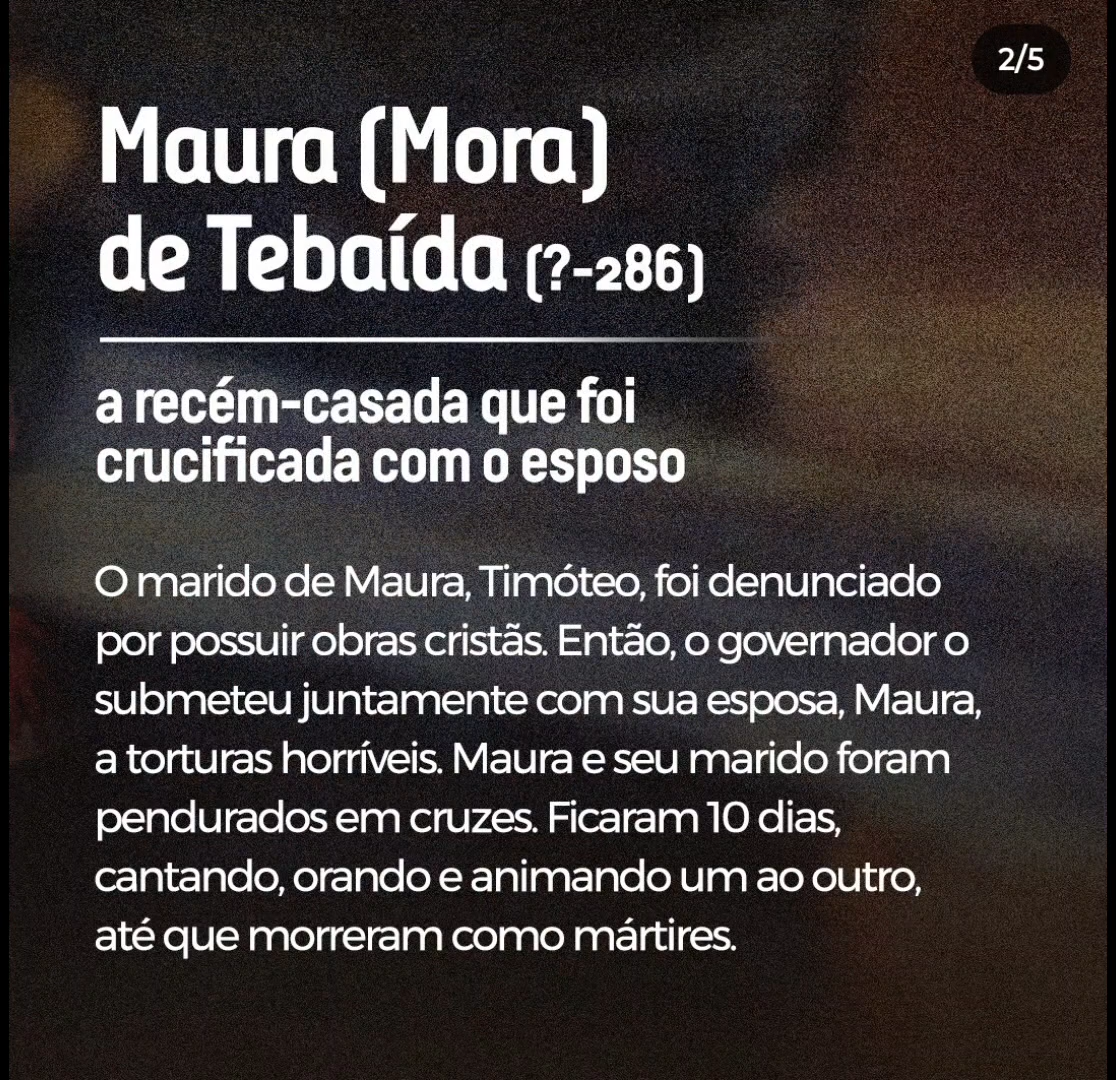 2/5
Maura (Mora)
de Tebaída (?-286)
a recém-casada que foi
crucificada com o esposo
O marido de Maura, Timóteo, foi denunciado
por possuir obras cristãs. Então, o governador o
submeteu juntamente com sua esposa, Maura,
a torturas horríveis. Maura e seu marido foram
pendurados em cruzes. Ficaram 10 dias,
cantando, orando e animando um ao outro,
até que morreram como mártires.